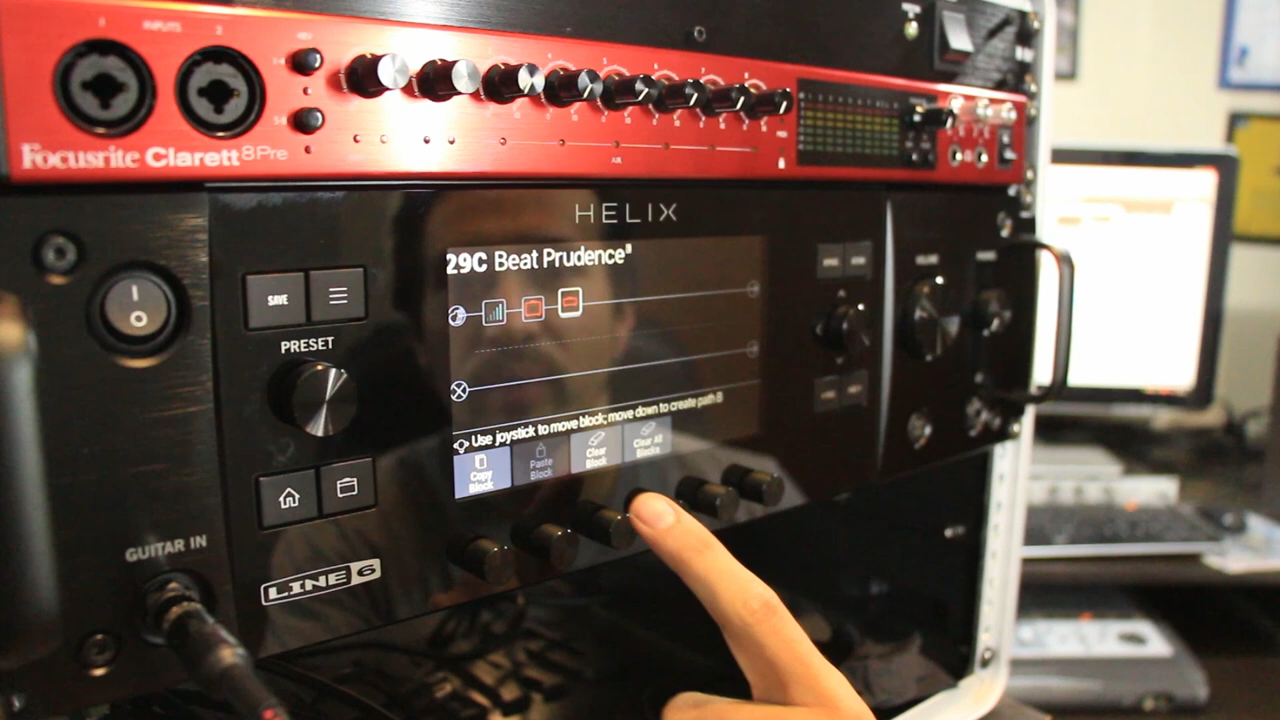 1 INPUTS 2
Focusrite Clarett 8Pre
AIR
HELIX
SAVE
PRESET
29C Beat Prudence
Use joystick to move block; move down to create path B
Copy Block
Paste Block
Clear Block
Clear All Blocks
VOLUME
GUITAR IN
LINE 6